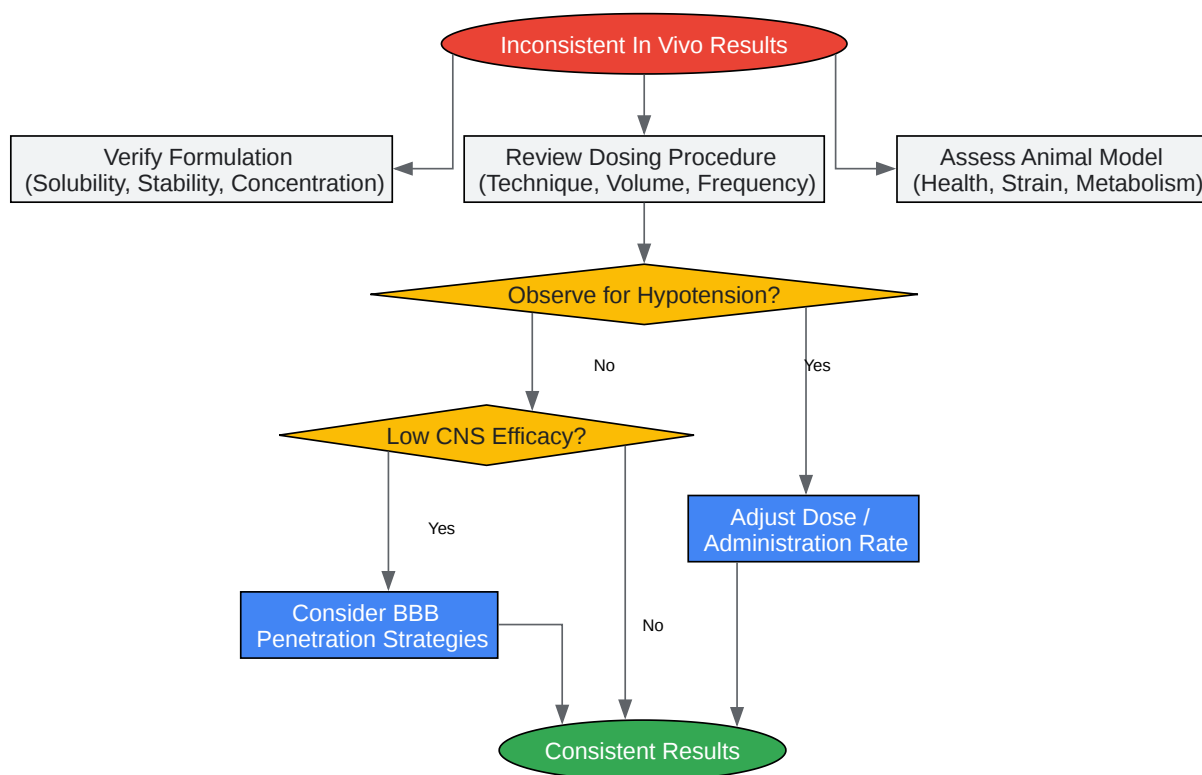 Inconsistent In Vivo Results
Verify Formulation
(Solubility, Stability, Concentration)
Review Dosing Procedure
(Technique, Volume, Frequency)
Assess Animal Model
(Health, Strain, Metabolism)
Observe for Hypotension?
No
Yes
Low CNS Efficacy?
Yes
Adjust Dose /
Administration Rate
Consider BBB
Penetration Strategies
No
Consistent Results